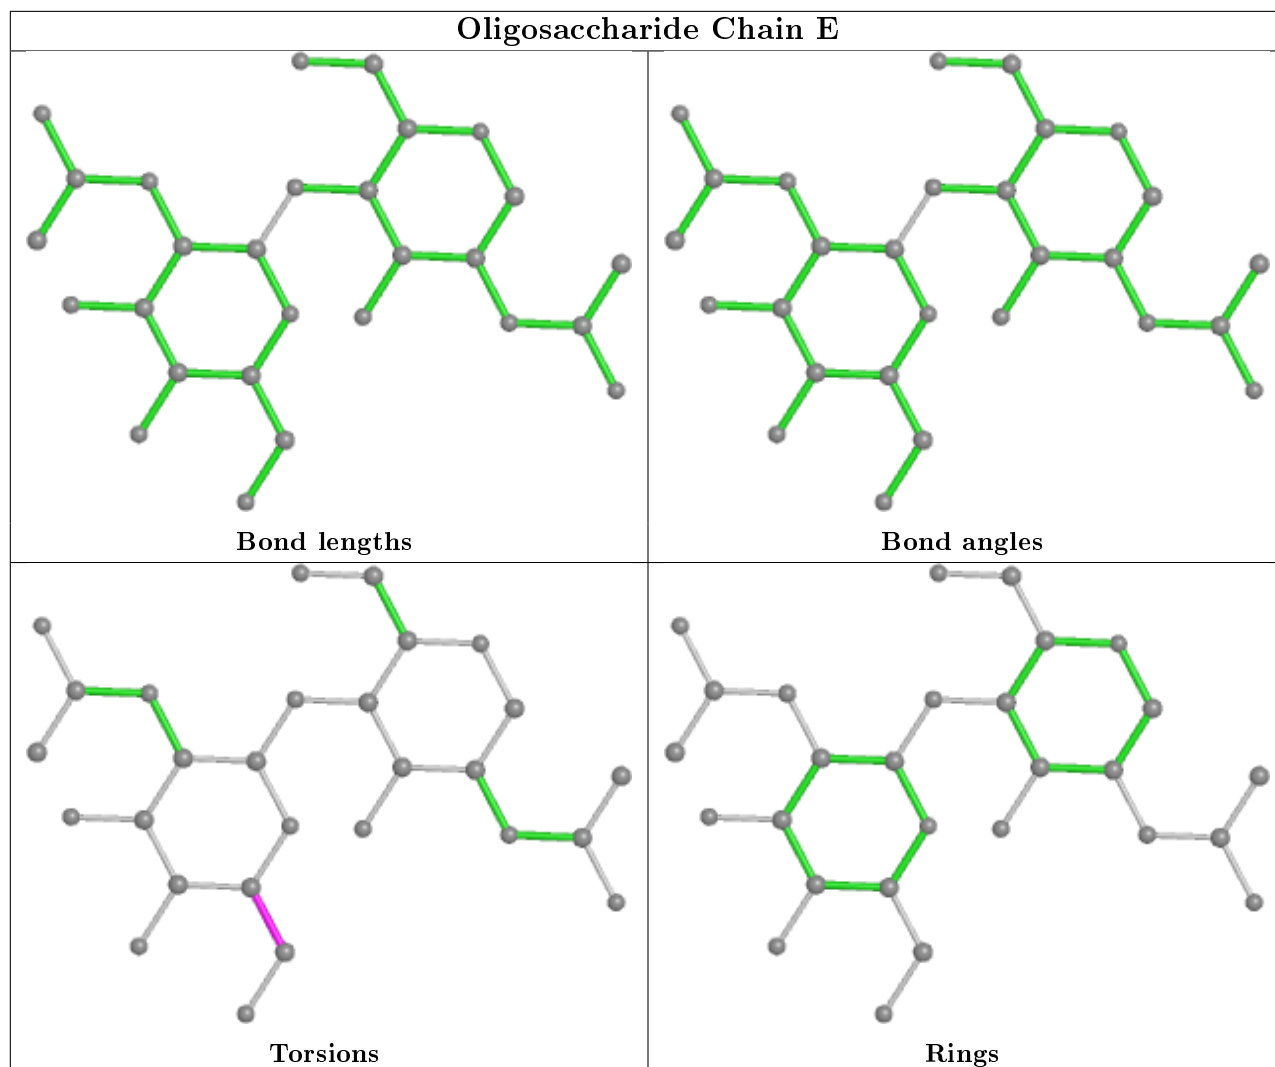 Oligosaccharide Chain E
Bond lengths
Bond angles
Torsions
Rings